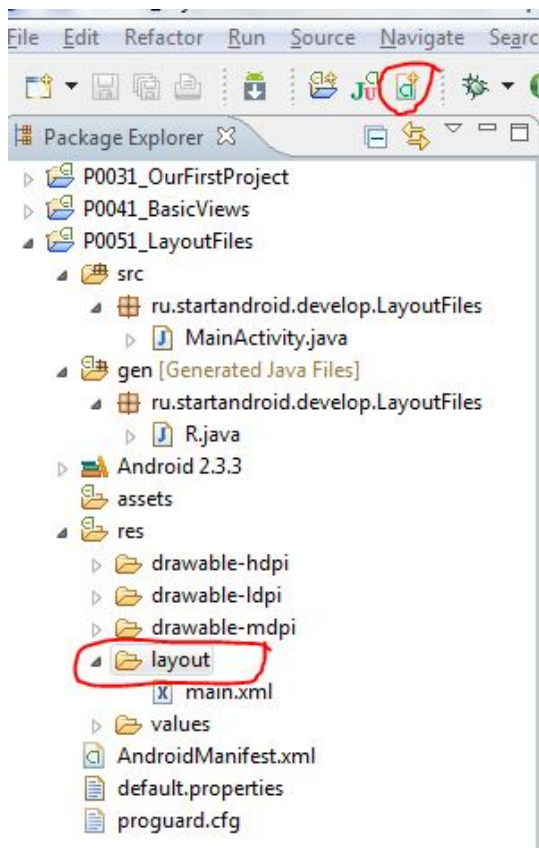 File Edit Refactor Run Source Navigate Searc
Package Explorer
P0031_OurFirstProject
P0041_BasicViews
P0051_LayoutFiles
src
ru.startandroid.develop.LayoutFiles
MainActivity.java
gen [Generated Java Files]
ru.startandroid.develop.LayoutFiles
R.java
Android 2.3.3
assets
res
drawable-hdpi
drawable-ldpi
drawable-mdpi
layout
main.xml
values
AndroidManifest.xml
default.properties
proguard.cfg